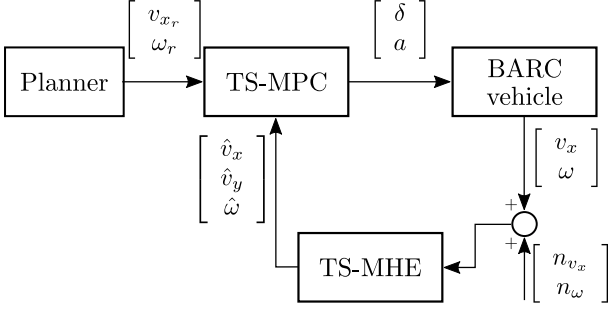 v_{x_r}
ω_r
δ
a
Planner
TS-MPC
BARC
vehicle
v̂_x
v̂_y
ω̂
v_x
ω
+
+
TS-MHE
n_{v_x}
n_ω